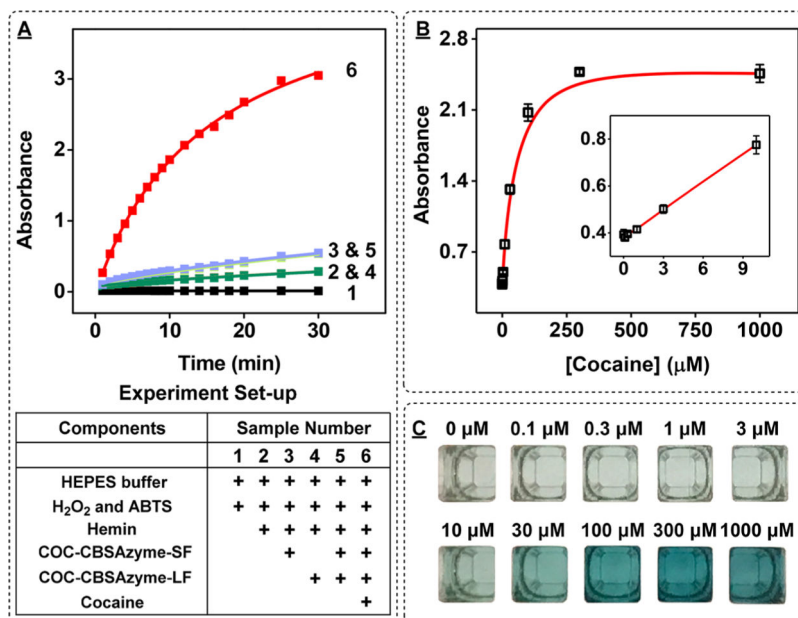 A
Absorbance
3
2
1
0
6
3 & 5
2 & 4
1
0 10 20 30
Time (min)
Experiment Set-up
Components Sample Number
1 2 3 4 5 6
HEPES buffer + + + + + +
H₂O₂ and ABTS + + + + + +
Hemin + + + + +
COC-CBSAzyme-SF + + +
COC-CBSAzyme-LF + + +
Cocaine +
B
Absorbance
2.8
2.1
1.4
0.7
0.8
0.6
0.4
0 3 6 9
0 250 500 750 1000
[Cocaine] (μM)
C
0 μM 0.1 μM 0.3 μM 1 μM 3 μM
10 μM 30 μM 100 μM 300 μM 1000 μM